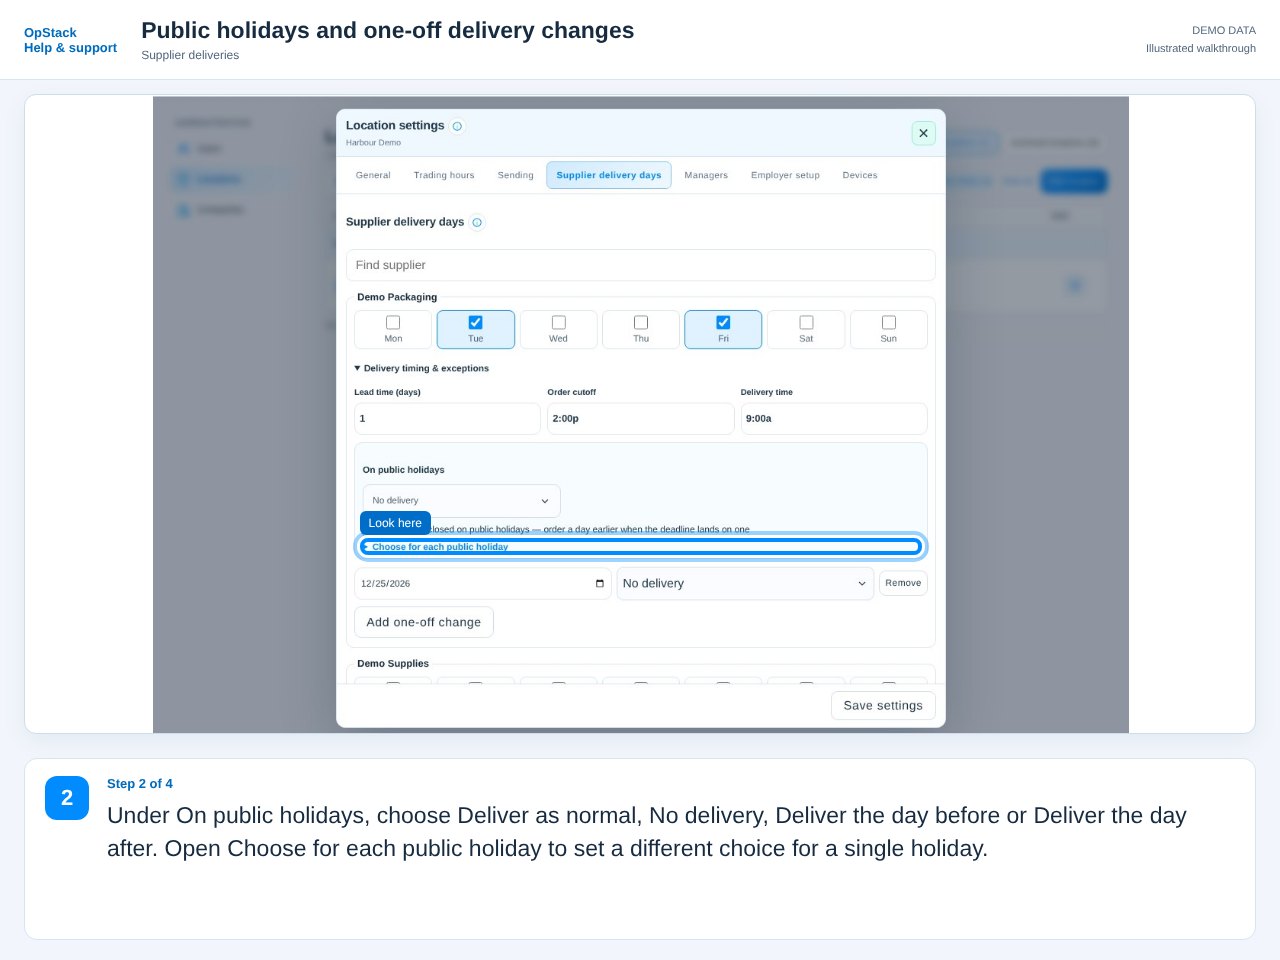 OpStack
Help & support
Public holidays and one-off delivery changes
Supplier deliveries
DEMO DATA
Illustrated walkthrough
Location settings
Harbour Demo
General
Trading hours
Sending
Supplier delivery days
Managers
Employer setup
Devices
Supplier delivery days
Find supplier
Demo Packaging
Mon
Tue
Wed
Thu
Fri
Sat
Sun
Delivery timing & exceptions
Lead time (days)
Order cutoff
Delivery time
1
2:00p
9:00a
On public holidays
No delivery
Look here
closed on public holidays — order a day earlier when the deadline lands on one
Choose for each public holiday
12/25/2026
No delivery
Remove
Add one-off change
Demo Supplies
Save settings
2
Step 2 of 4
Under On public holidays, choose Deliver as normal, No delivery, Deliver the day before or Deliver the day
after. Open Choose for each public holiday to set a different choice for a single holiday.